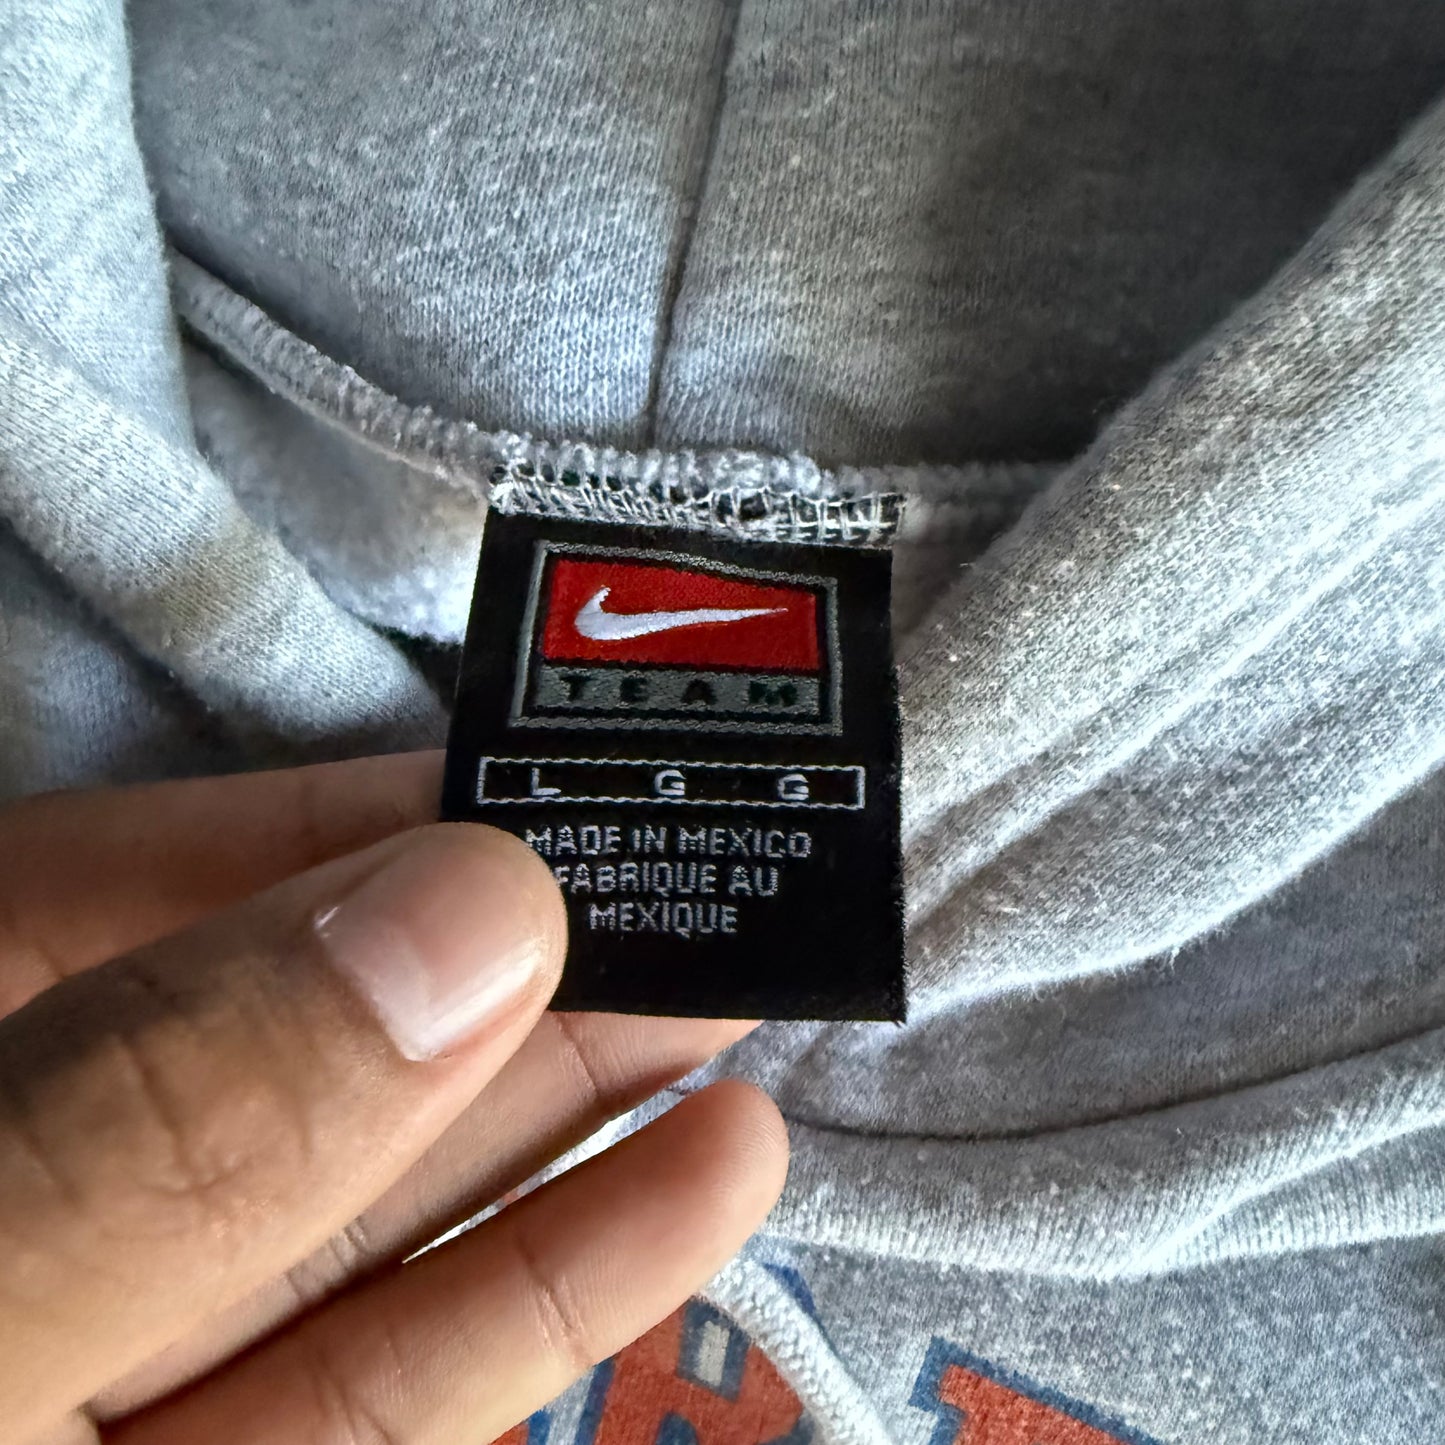 TEAM
L G G
MADE IN MEXICO
FABRIQUE AU
MEXIQUE